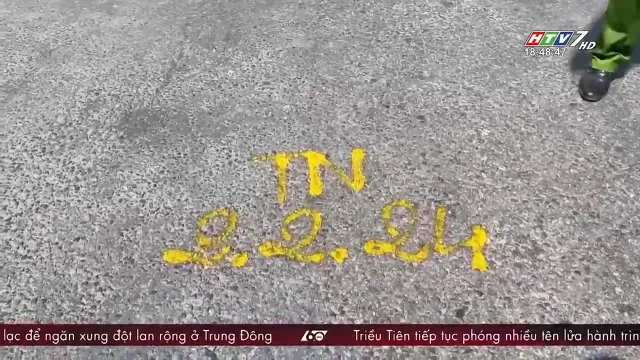 HTV7 HD
18:48:47
TN
2.2.24
lạc để ngăn xung đột lan rộng ở Trung Đông 60 Triều Tiên tiếp tục phóng nhiều tên lửa hành trìn